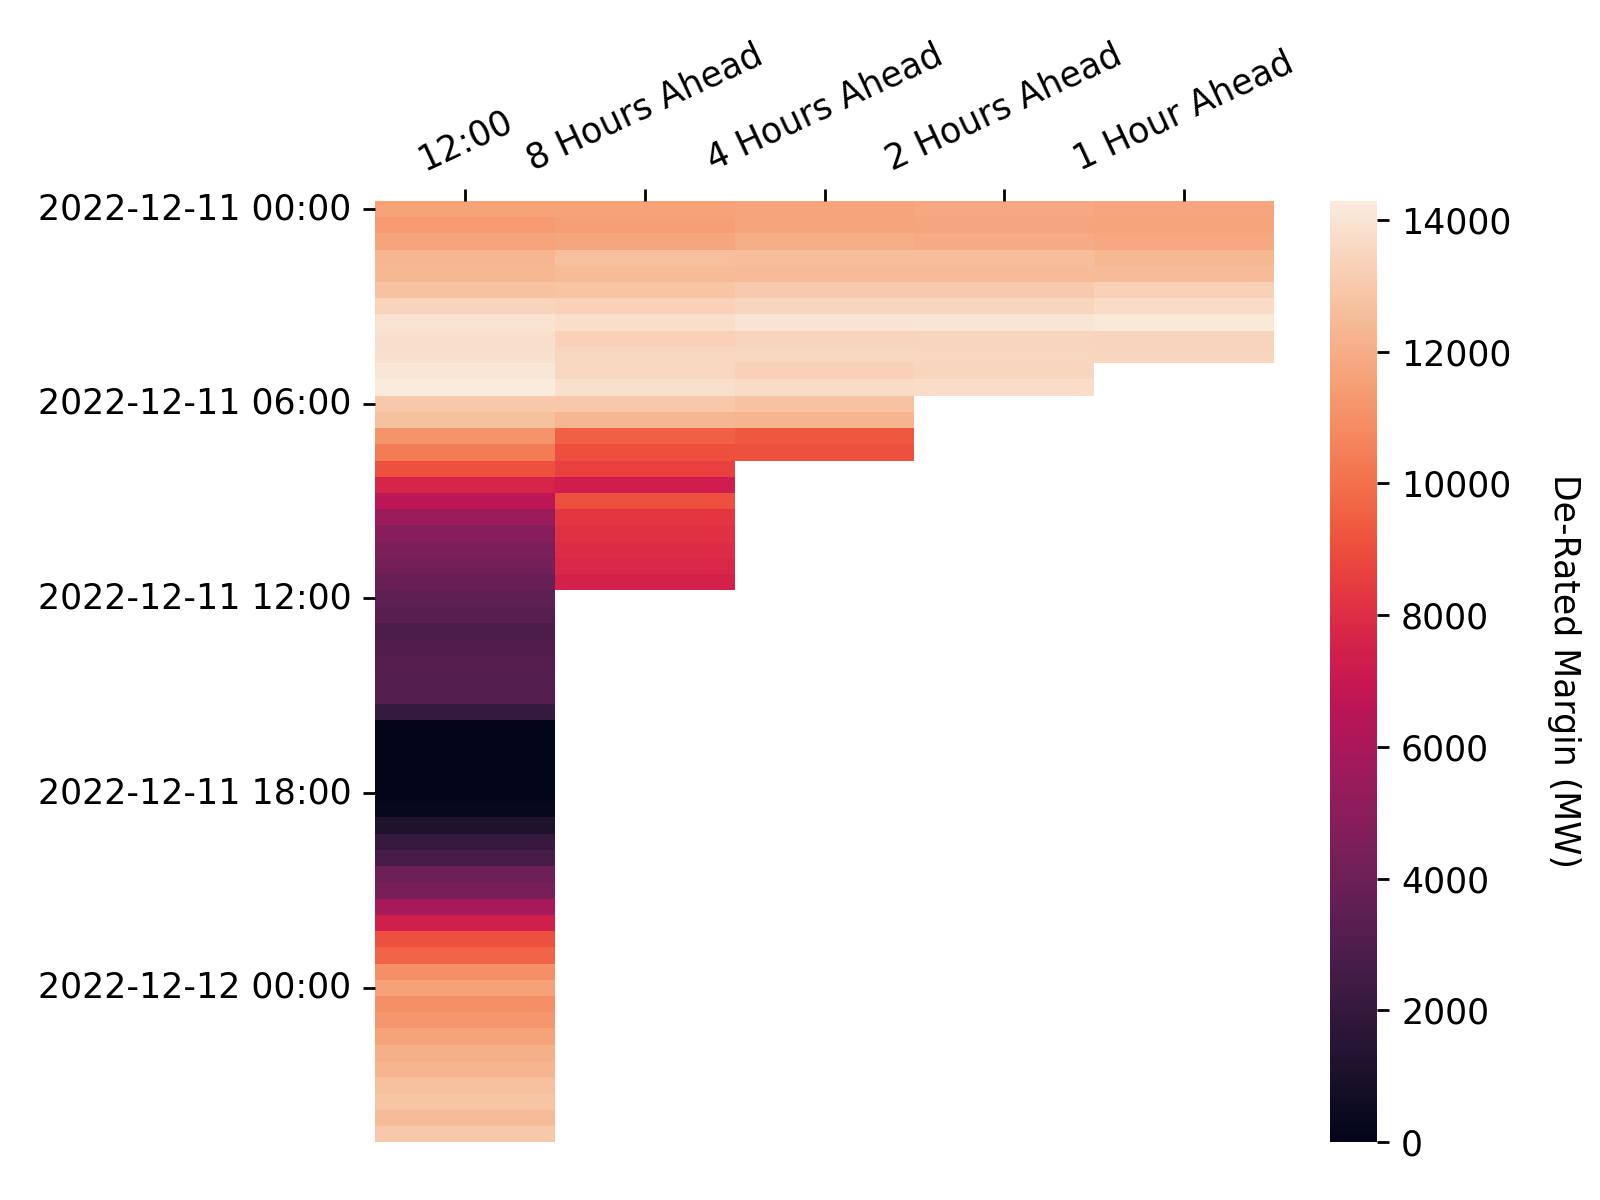 12:00
8 Hours Ahead
4 Hours Ahead
2 Hours Ahead
1 Hour Ahead
2022-12-11 00:00
2022-12-11 06:00
2022-12-11 12:00
2022-12-11 18:00
2022-12-12 00:00
14000
12000
10000
8000
6000
4000
2000
0
De-Rated Margin (MW)